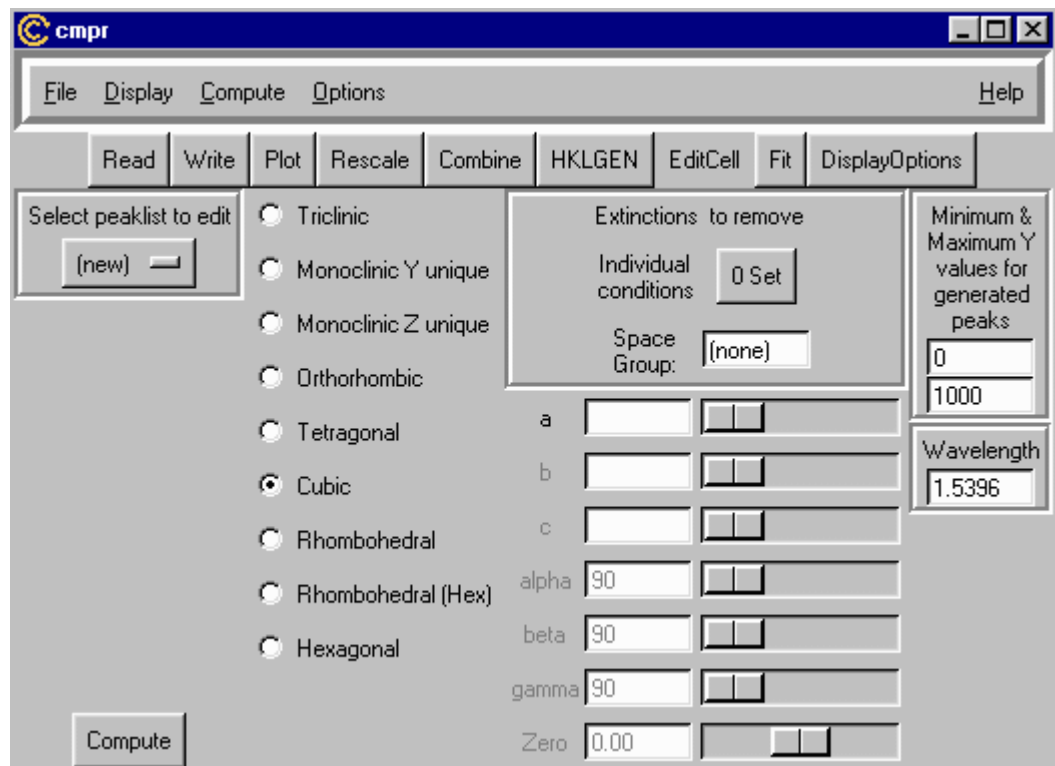 cmpr
File Display Compute Options Help
Read Write Plot Rescale Combine HKLGEN EditCell Fit DisplayOptions
Select peaklist to edit
(new)
Triclinic
Monoclinic Y unique
Monoclinic Z unique
Orthorhombic
Tetragonal
Cubic
Rhombohedral
Rhombohedral (Hex)
Hexagonal
Extinctions to remove
Individual
conditions
0 Set
Space
Group:
(none)
a
b
c
alpha 90
beta 90
gamma 90
Zero 0.00
Minimum &
Maximum Y
values for
generated
peaks
0
1000
Wavelength
1.5396
Compute